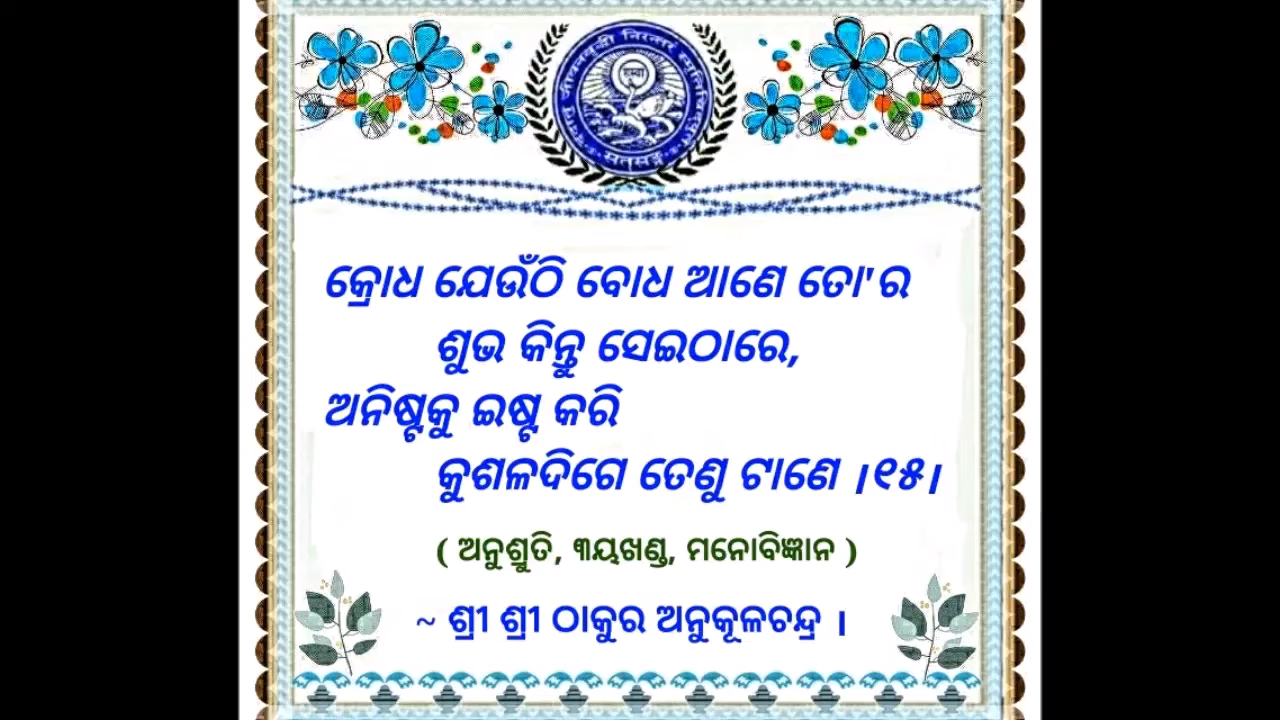 କ୍ରୋଧ ଯେଉଁଠି ବୋଧ ଆଣେ ତୋ'ର
ଶୁଭ କିନ୍ତୁ ସେଇଠାରେ,
ଅନିଷ୍ଟକୁ ଇଷ୍ଟ କରି
କୁଶଳଦିଗେ ତେଣୁ ଟାଣେ ।୧୫।
( ଅନୁଶ୍ରୁତି, ୩ୟଖଣ୍ଡ, ମନୋବିଜ୍ଞାନ )
~ ଶ୍ରୀ ଶ୍ରୀ ଠାକୁର ଅନୁକୂଳଚନ୍ଦ୍ର ।